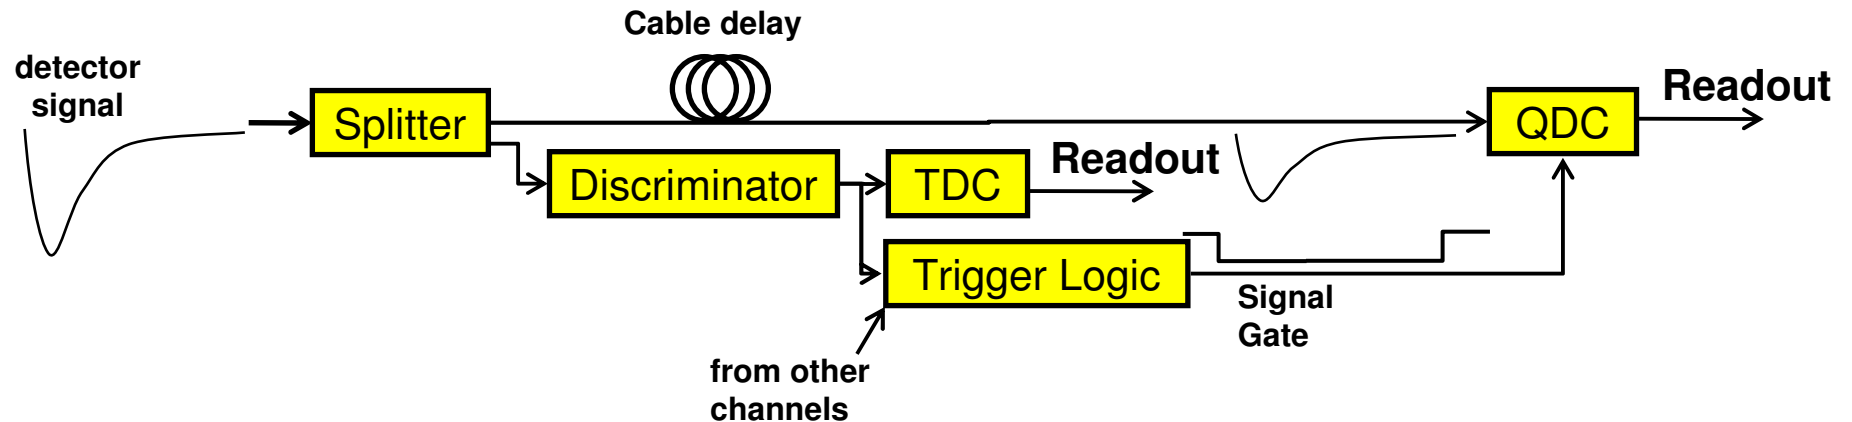 Cable delay
detector
signal
Splitter
QDC
Readout
Discriminator
TDC
Readout
Trigger Logic
Signal
Gate
from other
channels